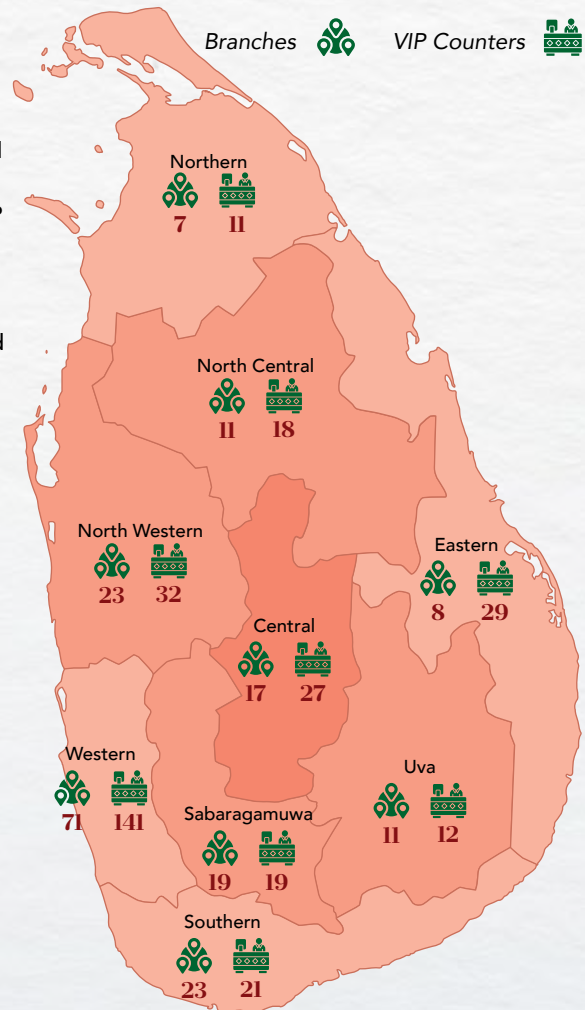 Branches VIP Counters
Northern
7 11
North Central
11 18
North Western
23 32
Eastern
8 29
Central
17 27
Western
71 141
Uva
11 12
Sabaragamuwa
19 19
Southern
23 21